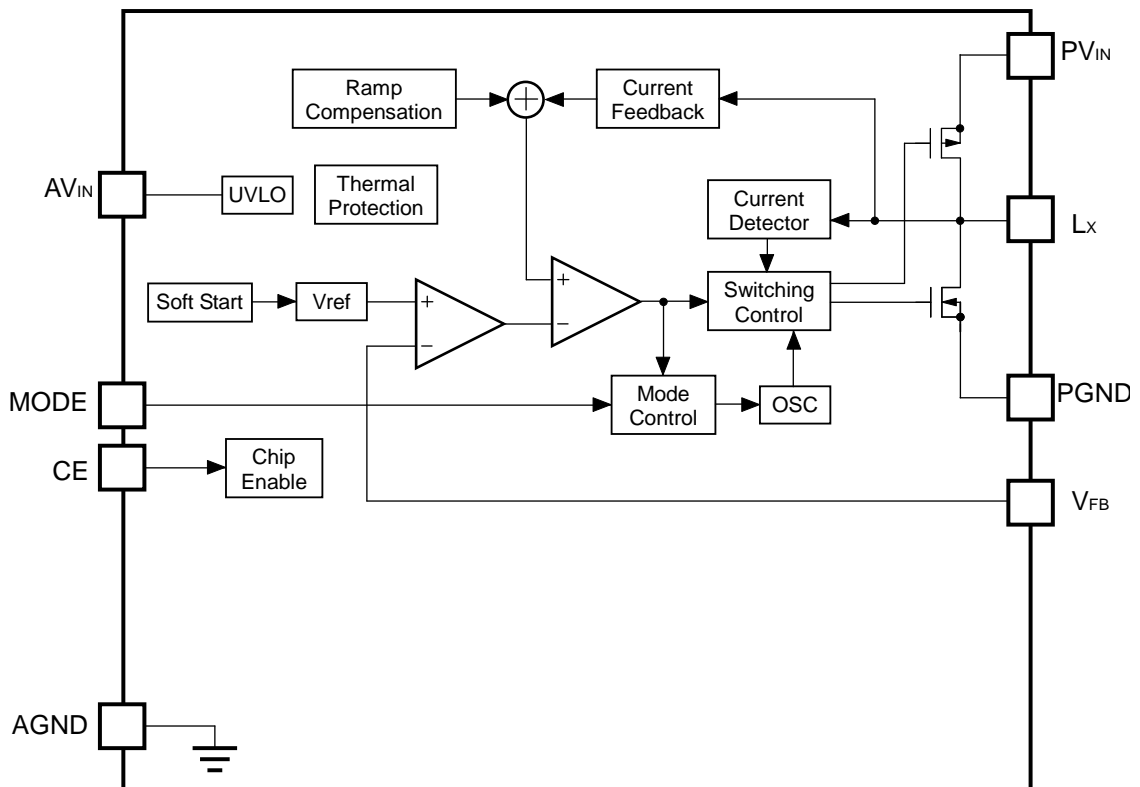 PVIN
Ramp
Compensation
+
Current
Feedback
AVIN
UVLO
Thermal
Protection
Current
Detector
LX
Soft Start
Vref
+
−
+
−
Switching
Control
MODE
Mode
Control
OSC
PGND
CE
Chip
Enable
VFB
AGND